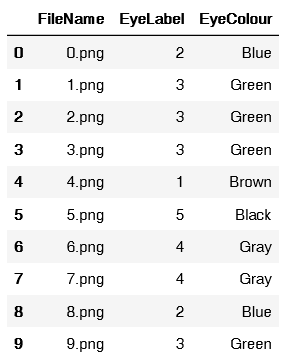 FileName EyeLabel EyeColour
0 0.png 2 Blue
1 1.png 3 Green
2 2.png 3 Green
3 3.png 3 Green
4 4.png 1 Brown
5 5.png 5 Black
6 6.png 4 Gray
7 7.png 4 Gray
8 8.png 2 Blue
9 9.png 3 Green